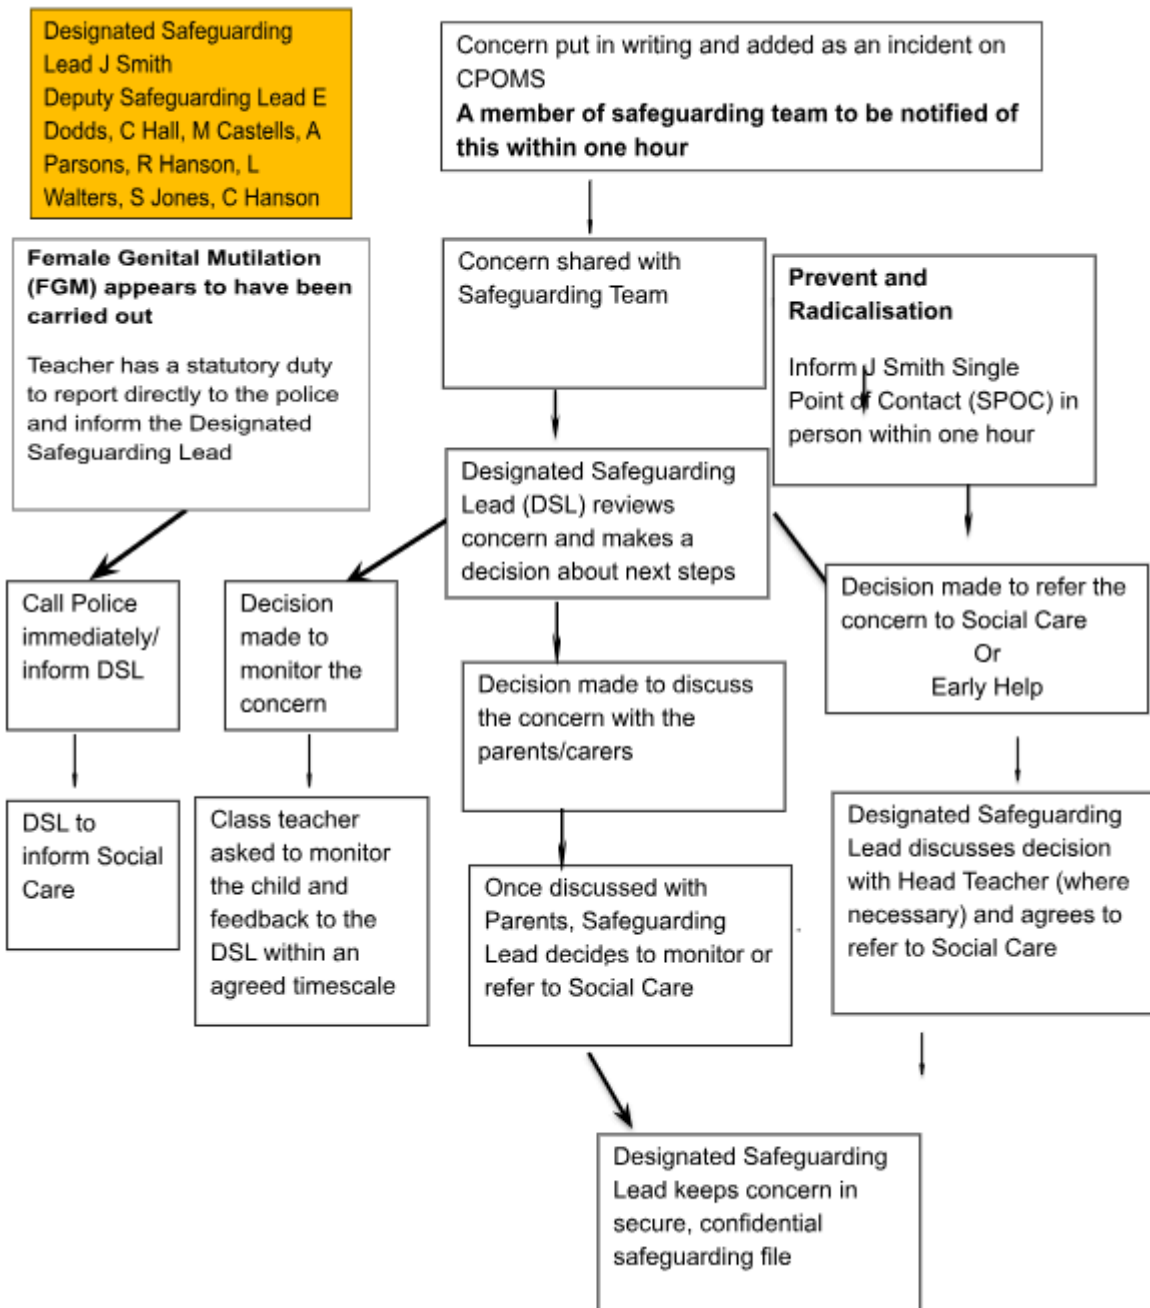 Designated Safeguarding
Lead J Smith
Deputy Safeguarding Lead E
Dodds, C Hall, M Castells, A
Parsons, R Hanson, L
Walters, S Jones, C Hanson
Concern put in writing and added as an incident on
CPOMS
A member of safeguarding team to be notified of
this within one hour
Female Genital Mutilation
(FGM) appears to have been
carried out
Teacher has a statutory duty
to report directly to the police
and inform the Designated
Safeguarding Lead
Concern shared with
Safeguarding Team
Prevent and
Radicalisation
Inform J Smith Single
Point of Contact (SPOC) in
person within one hour
Designated Safeguarding
Lead (DSL) reviews
concern and makes a
decision about next steps
Call Police
immediately/
inform DSL
Decision
made to
monitor the
concern
Decision made to discuss
the concern with the
parents/carers
Decision made to refer the
concern to Social Care
Or
Early Help
DSL to
inform Social
Care
Class teacher
asked to monitor
the child and
feedback to the
DSL within an
agreed timescale
Once discussed with
Parents, Safeguarding
Lead decides to monitor or
refer to Social Care
Designated Safeguarding
Lead discusses decision
with Head Teacher (where
necessary) and agrees to
refer to Social Care
Designated Safeguarding
Lead keeps concern in
secure, confidential
safeguarding file